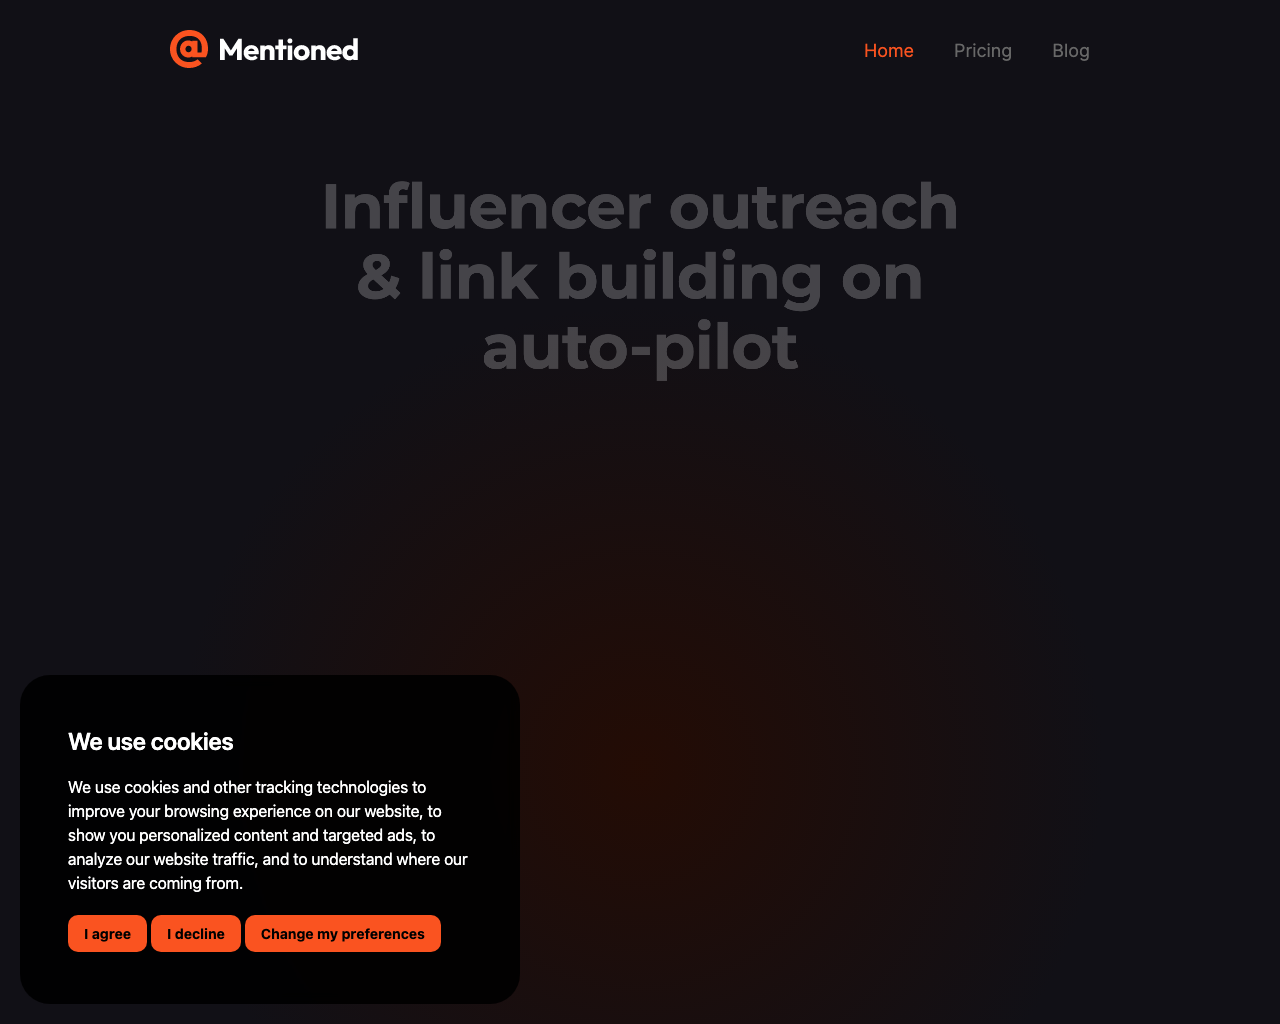 @ Mentioned
Home Pricing Blog
Influencer outreach
& link building on
auto-pilot
We use cookies
We use cookies and other tracking technologies to
improve your browsing experience on our website, to
show you personalized content and targeted ads, to
analyze our website traffic, and to understand where our
visitors are coming from.
I agree I decline Change my preferences